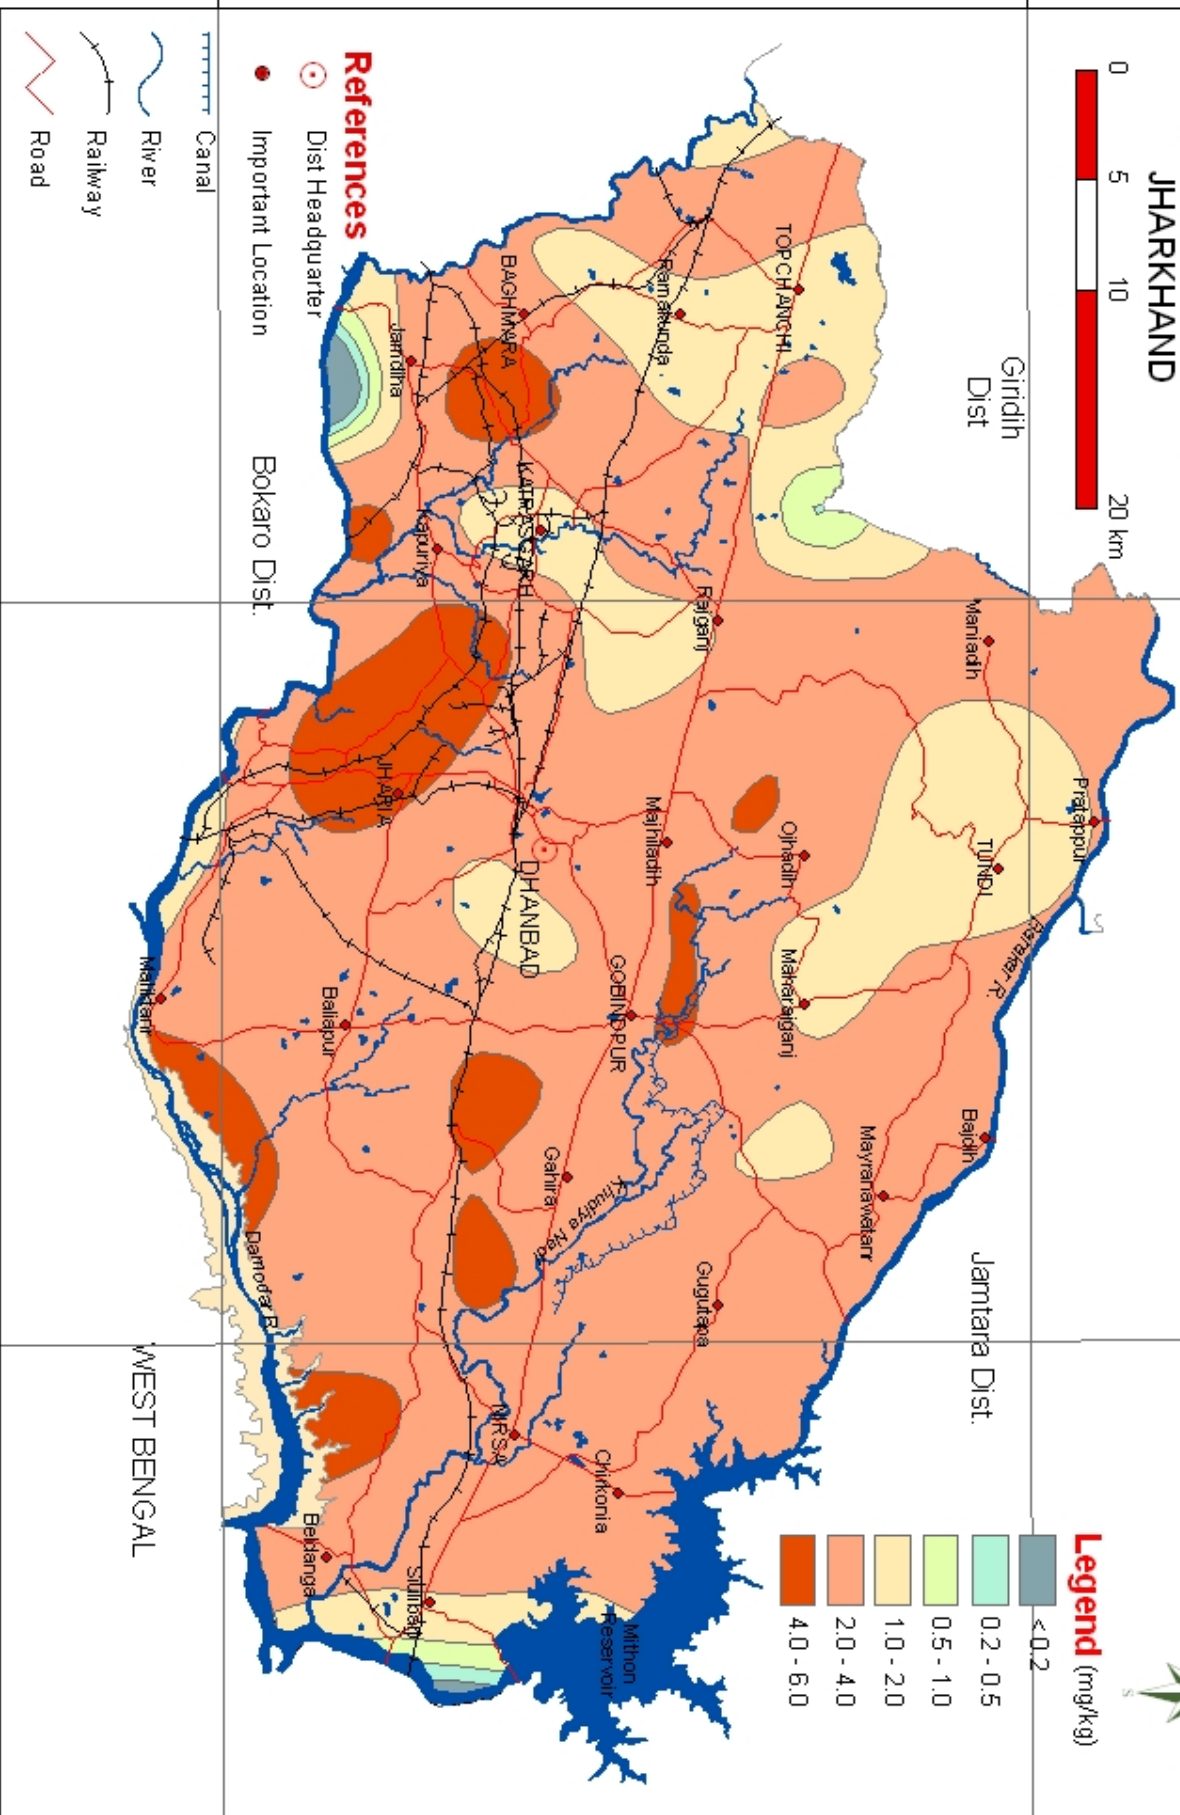 JHARKHAND
0 5 10 20 km
Giridih
Dist
Legend (mg/kg)
< 0.2
0.2 - 0.5
0.5 - 1.0
1.0 - 2.0
2.0 - 4.0
4.0 - 6.0
References
Dist Headquarter
Important Location
Canal
River
Railway
Road
Jamtara Dist.
Bokaro Dist.
WEST BENGAL
Pratappur
Maniadih
TUNDI
Barakar R.
Bajdih
TOPCHANCHI
Ojhadih
Maharajganj
Mayranawatarr
Ramakunda
Rajganj
Majhiladih
GOBINDPUR
Gugutapa
BAGHMARA
KATRASGARH
DHANBAD
Gahira
Khudiya Nadi
NIRSA
Chirkonia
Mithon
Reservoir
Jamdiha
Kapuriya
JHARIA
Baliapur
Damodar R.
Beldanga
S